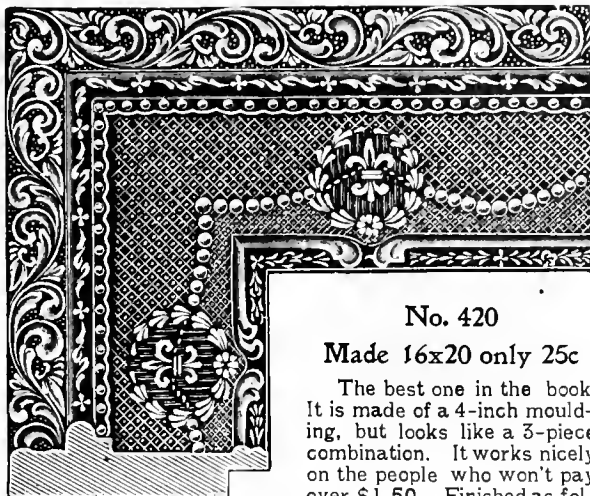 No. 420
Made 16x20 only 25c
The best one in the book
It is made of a 4-inch mould-
ing, but looks like a 3-piece
combination. It works nicely
on the people who won't pay
over $1.50. Finished as fol-